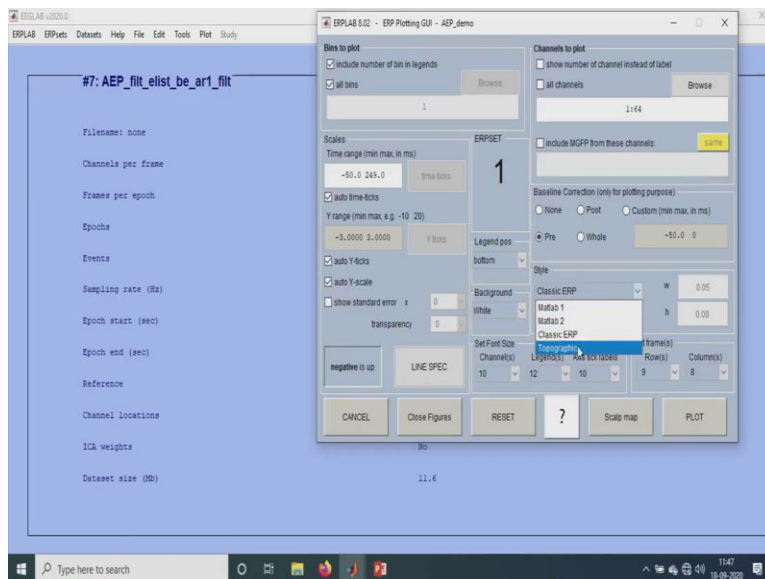 EEGLAB v2020.0
ERPLAB ERPsets Datasets Help File Edit Tools Plot Study
#7: AEP_filt_elist_be_ar1_filt
Filename: none
Channels per frame
Frames per epoch
Epochs
Events
Sampling rate (Hz)
Epoch start (sec)
Epoch end (sec)
Reference
Channel locations
ICA weights
No
Dataset size (Mb)
11.6
ERPLAB 8.02 - ERP Plotting GUI - AEP_demo
Bins to plot
include number of bin in legends
all bins
Browse
1
Channels to plot
show number of channel instead of label
all channels
Browse
1:64
include MGFP from these channels:
same
Scales
Time range (min max, in ms)
-50.0 249.0
time ticks
auto time-ticks
Y range (min max, e.g. -10 20)
-3.0000 3.0000
Y ticks
auto Y-ticks
auto Y-scale
show standard error x 0
transparency 0
negative is up
LINE SPEC
ERPSET
1
Legend pos
bottom
Background
White
Baseline Correction (only for plotting purpose)
None Post Custom (min max, in ms)
Pre Whole -50.0 0
Style
Classic ERP
Matlab 1
Matlab 2
Classic ERP
Topographic
w 0.05
h 0.08
Set Font Size
Channel(s) Legend(s) Axis tick labels
10 12 10
frame(s)
Row(s) Column(s)
9 8
CANCEL
Close Figures
RESET
?
Scalp map
PLOT
Type here to search
11:47
18-09-2020